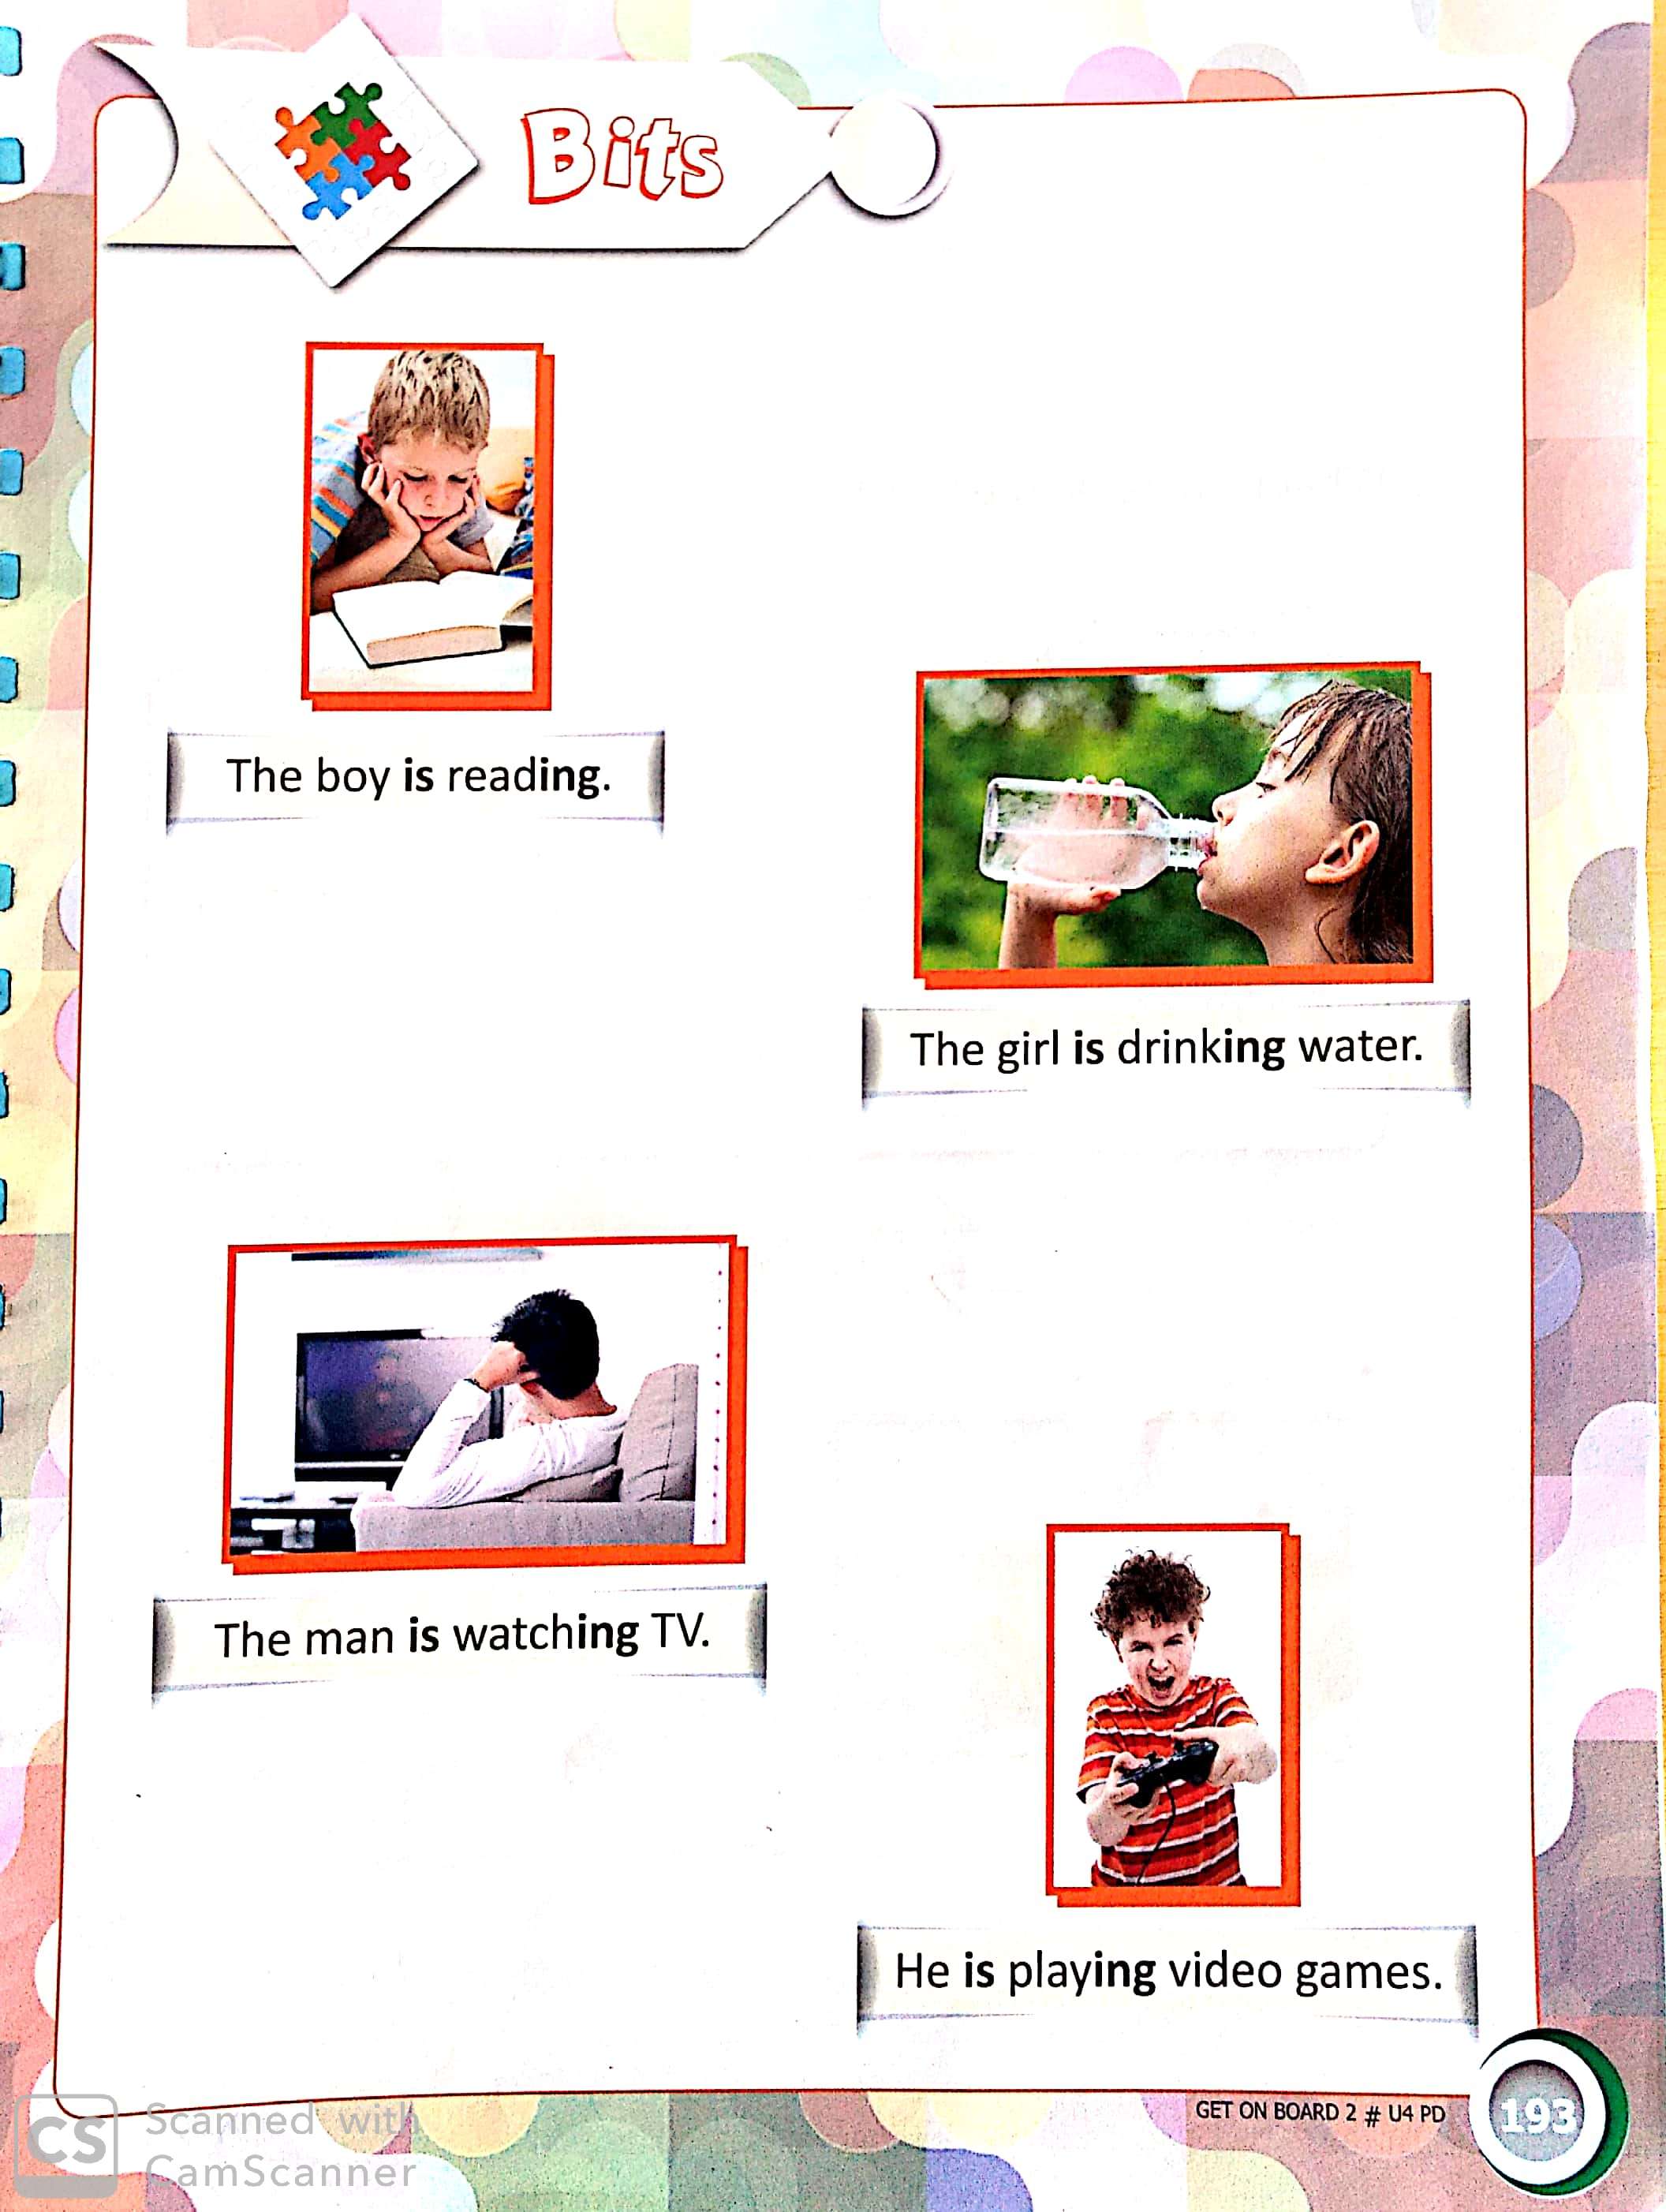 Bits
The boy is reading.
The girl is drinking water.
The man is watching TV.
He is playing video games.
GET ON BOARD 2 # U4 PD
193
CS
Scanned with
CamScanner